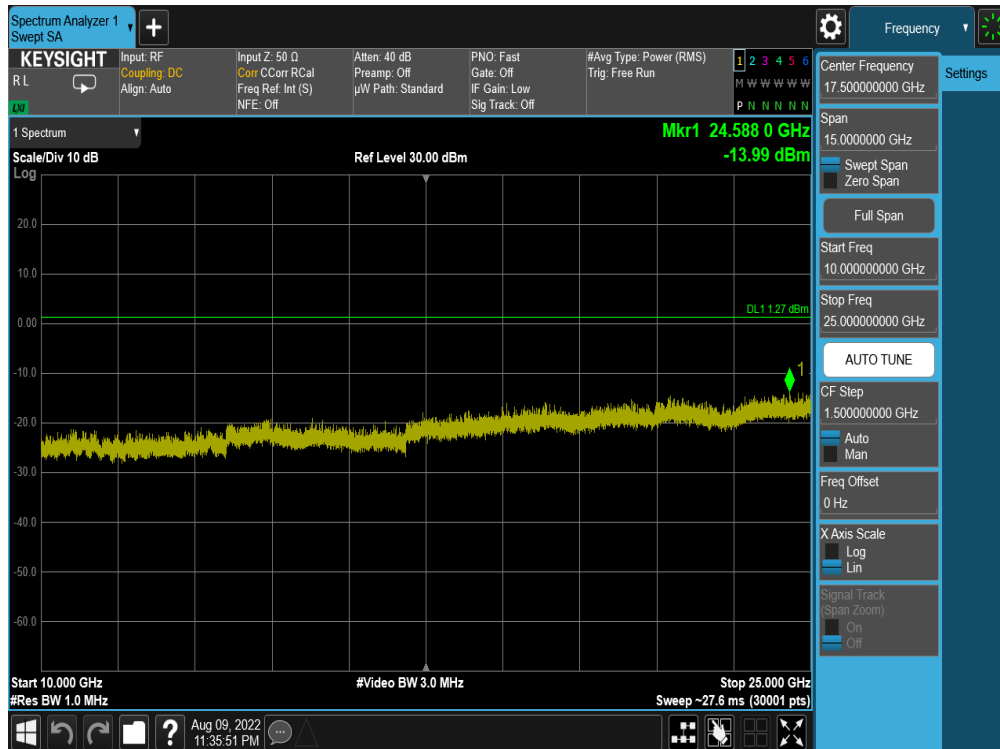 Spectrum Analyzer 1
Swept SA
Frequency
KEYSIGHT
R L
LXI
Input: RF
Coupling: DC
Align: Auto
Input Z: 50 Ω
Corr CCorr RCal
Freq Ref: Int (S)
NFE: Off
Atten: 40 dB
Preamp: Off
µW Path: Standard
PNO: Fast
Gate: Off
IF Gain: Low
Sig Track: Off
#Avg Type: Power (RMS)
Trig: Free Run
1 2 3 4 5 6
M W W W W W
P N N N N N
1 Spectrum
Scale/Div 10 dB
Log
Ref Level 30.00 dBm
Mkr1 24.588 0 GHz
-13.99 dBm
20.0
10.0
0.00
-10.0
-20.0
-30.0
-40.0
-50.0
-60.0
DL1 1.27 dBm
1
Start 10.000 GHz
#Res BW 1.0 MHz
#Video BW 3.0 MHz
Stop 25.000 GHz
Sweep ~27.6 ms (30001 pts)
Center Frequency
17.500000000 GHz
Settings
Span
15.0000000 GHz
Swept Span
Zero Span
Full Span
Start Freq
10.000000000 GHz
Stop Freq
25.000000000 GHz
AUTO TUNE
CF Step
1.500000000 GHz
Auto
Man
Freq Offset
0 Hz
X Axis Scale
Log
Lin
Signal Track
(Span Zoom)
On
Off
?
Aug 09, 2022
11:35:51 PM